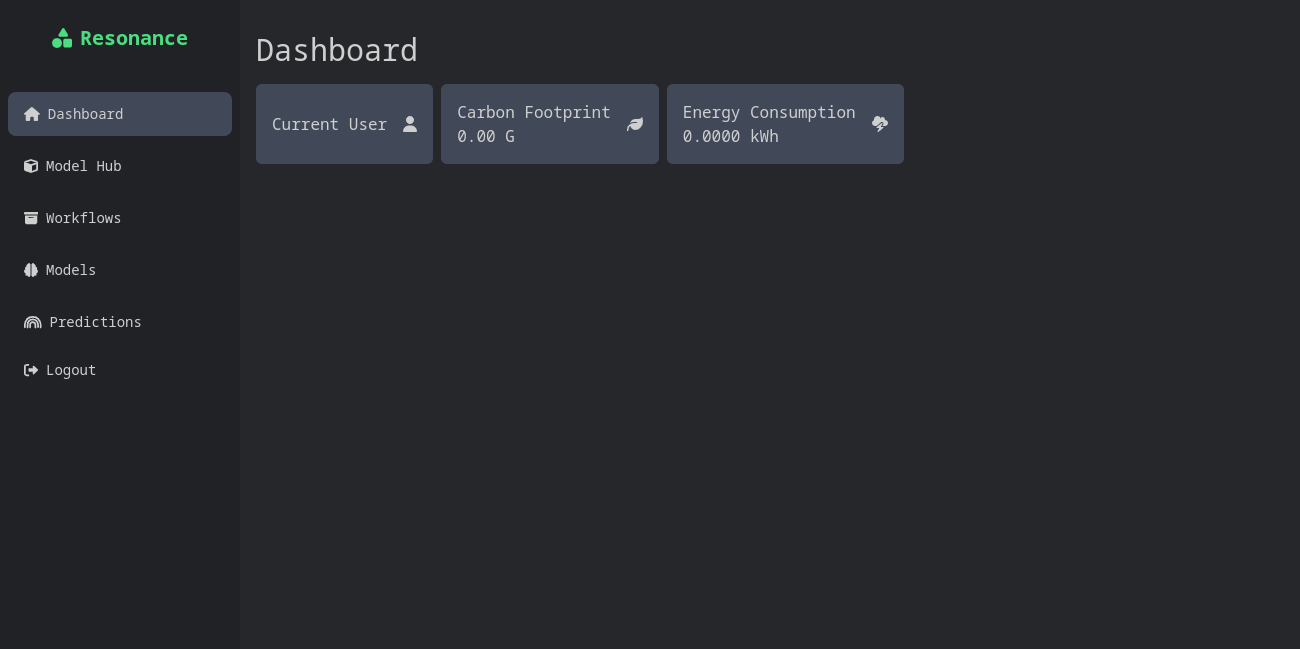 Resonance
Dashboard
Model Hub
Workflows
Models
Predictions
Logout
Dashboard
Current User
Carbon Footprint
0.00 G
Energy Consumption
0.0000 kWh